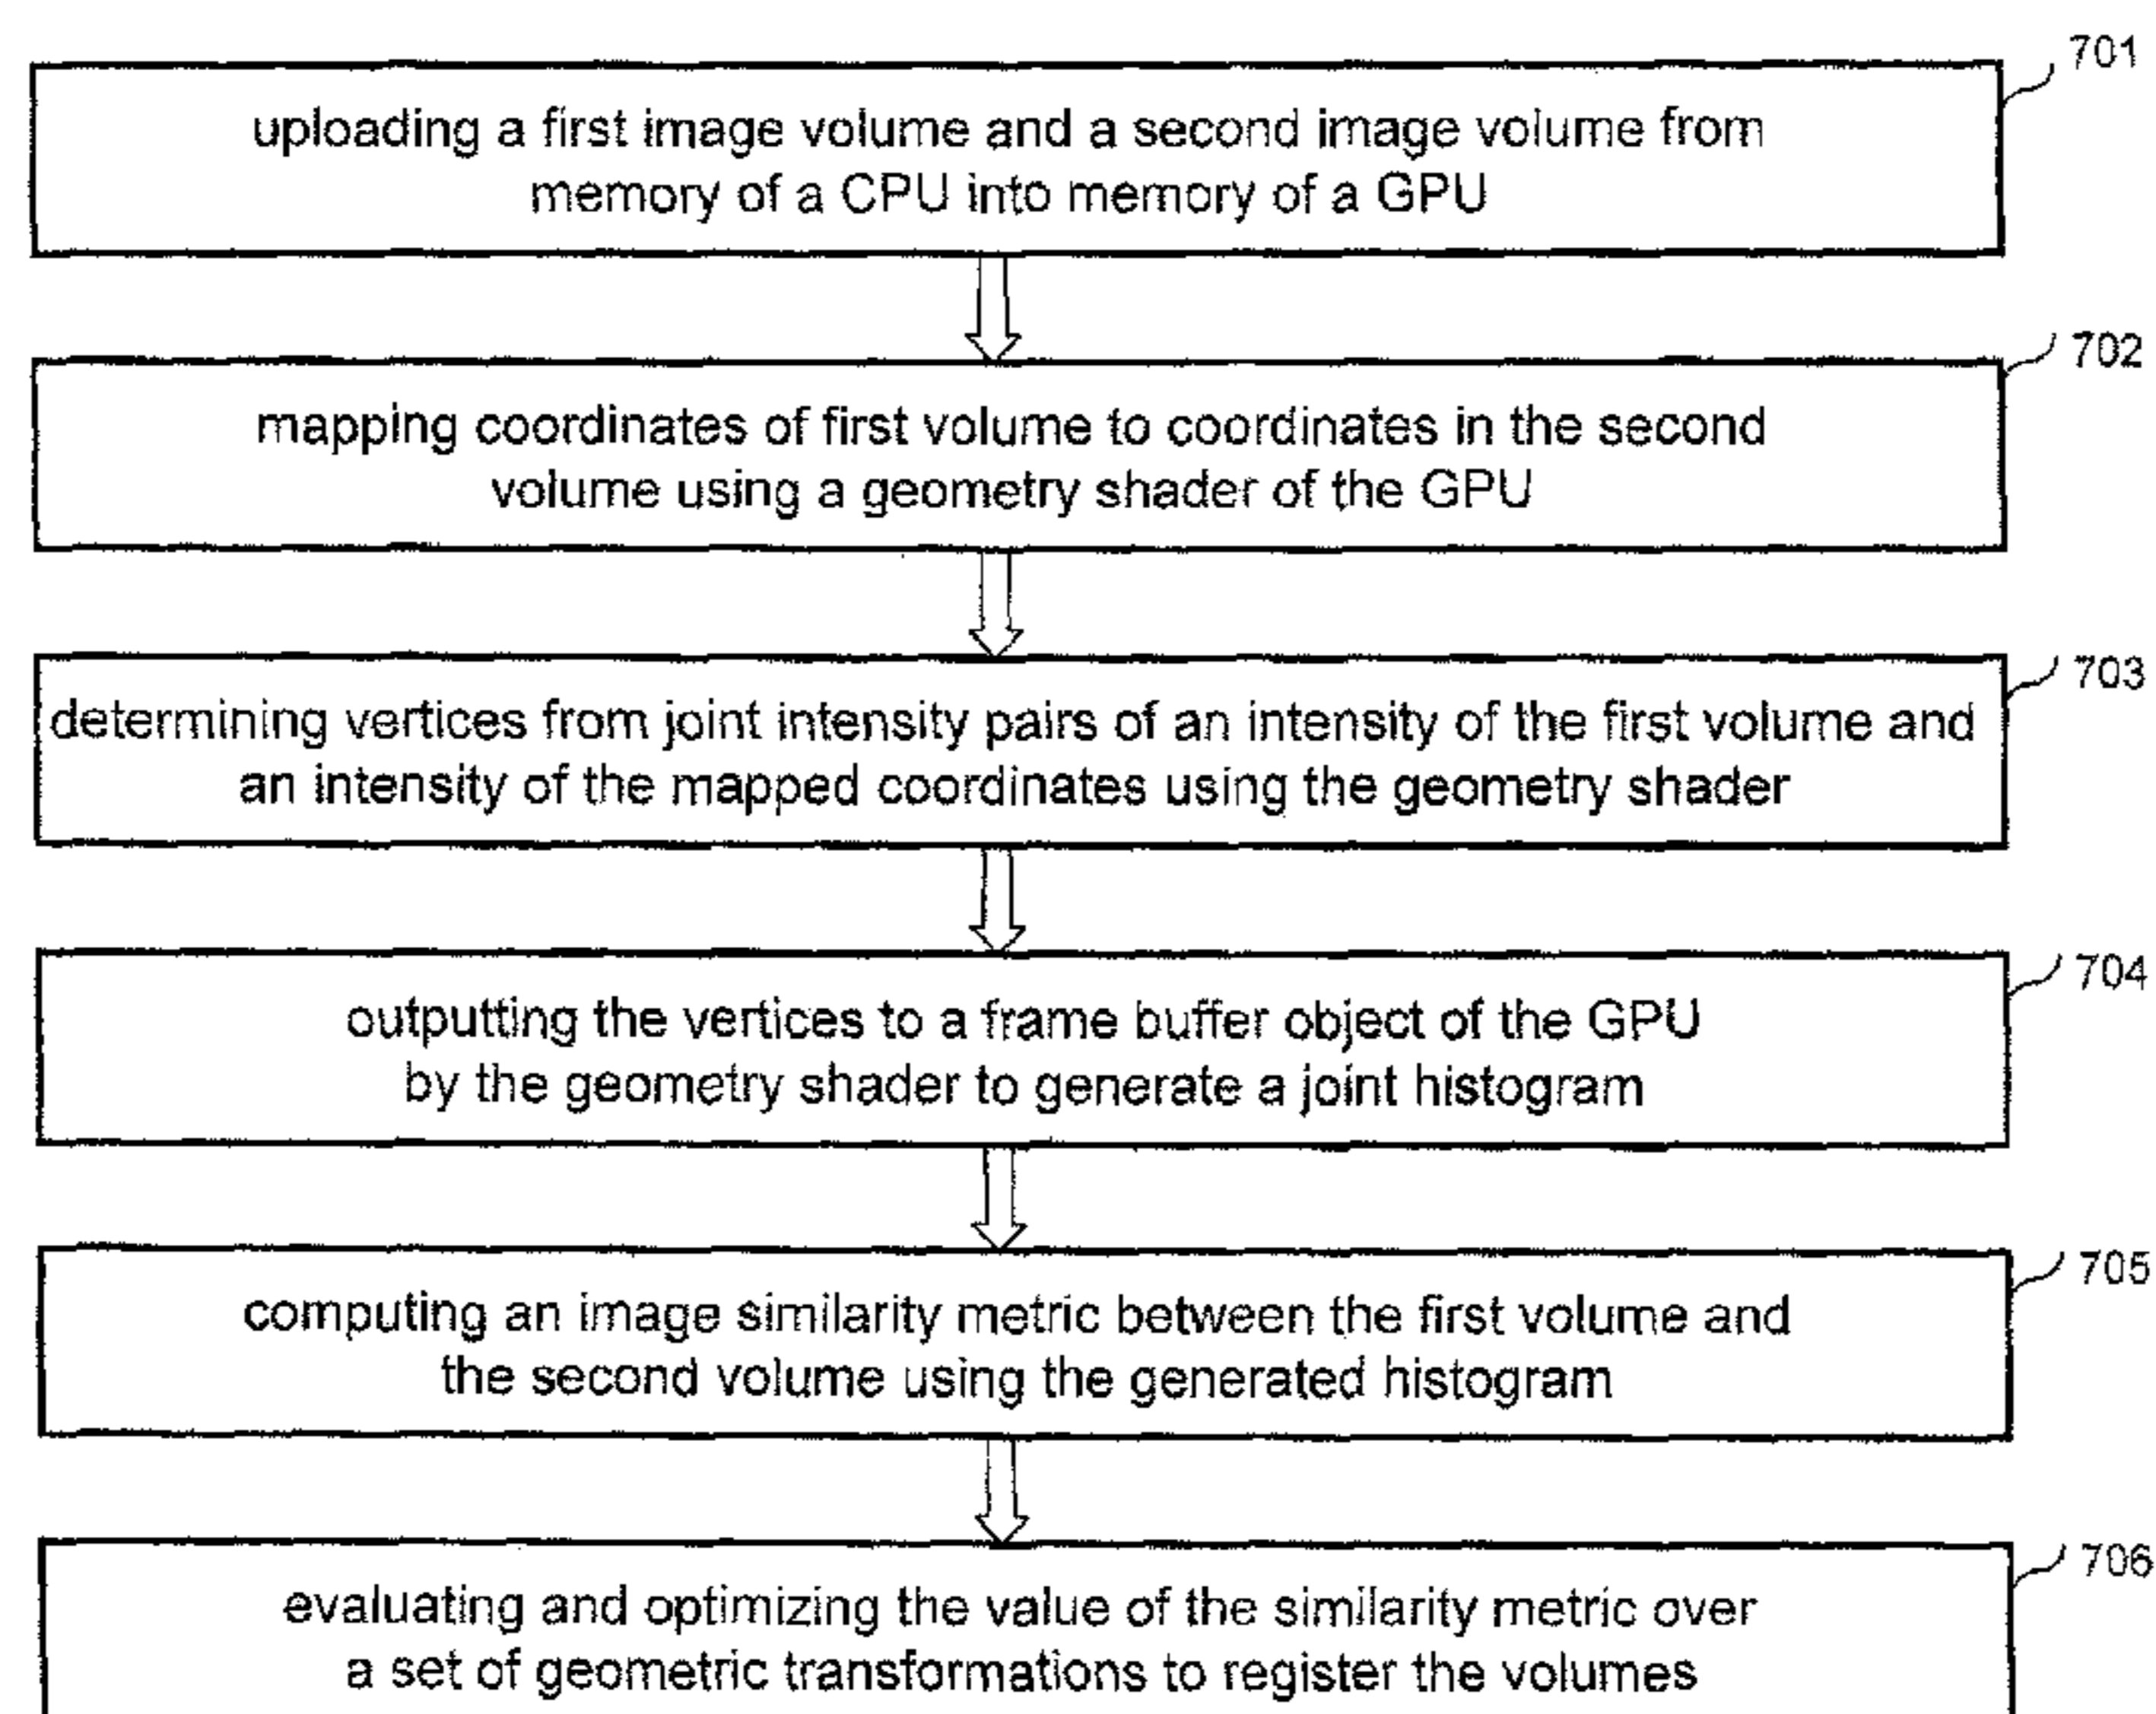 701
uploading a first image volume and a second image volume from
memory of a CPU into memory of a GPU
702
mapping coordinates of first volume to coordinates in the second
volume using a geometry shader of the GPU
703
determining vertices from joint intensity pairs of an intensity of the first volume and
an intensity of the mapped coordinates using the geometry shader
704
outputting the vertices to a frame buffer object of the GPU
by the geometry shader to generate a joint histogram
705
computing an image similarity metric between the first volume and
the second volume using the generated histogram
706
evaluating and optimizing the value of the similarity metric over
a set of geometric transformations to register the volumes